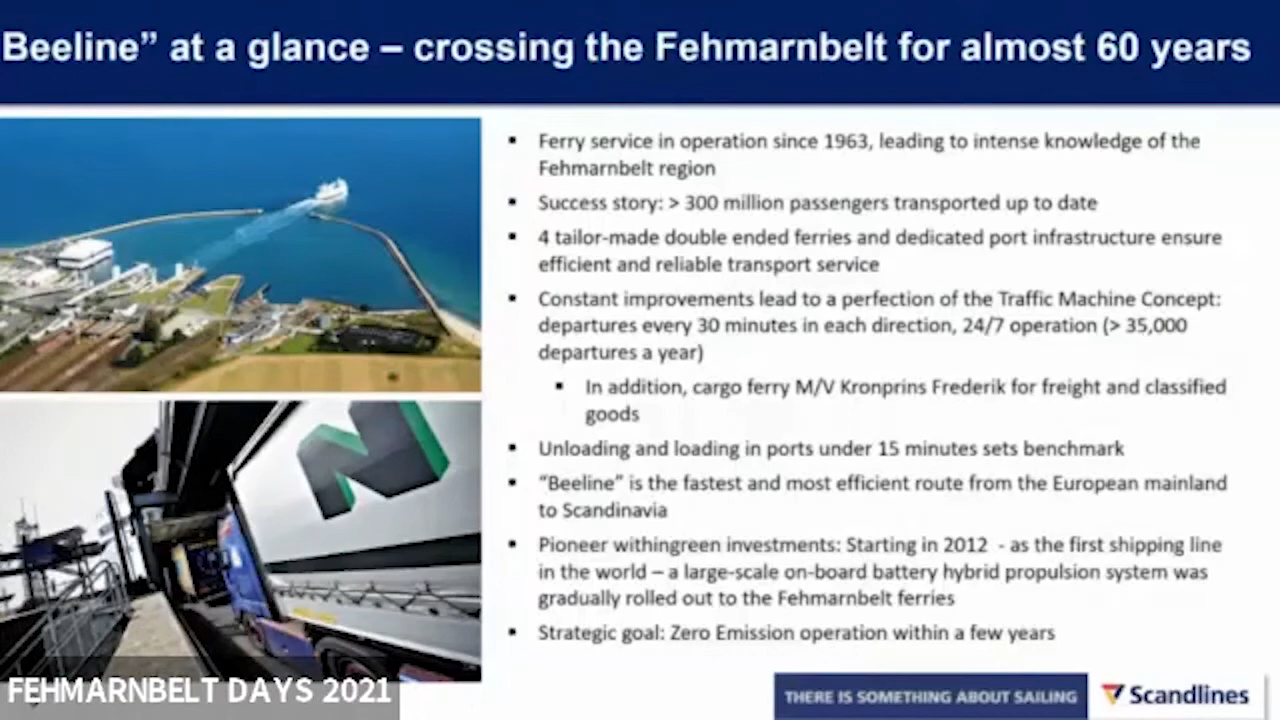 Beeline” at a glance – crossing the Fehmarnbelt for almost 60 years
▪ Ferry service in operation since 1963, leading to intense knowledge of the
Fehmarnbelt region
▪ Success story: > 300 million passengers transported up to date
▪ 4 tailor-made double ended ferries and dedicated port infrastructure ensure
efficient and reliable transport service
▪ Constant improvements lead to a perfection of the Traffic Machine Concept:
departures every 30 minutes in each direction, 24/7 operation (> 35,000
departures a year)
▪ In addition, cargo ferry M/V Kronprins Frederik for freight and classified
goods
▪ Unloading and loading in ports under 15 minutes sets benchmark
▪ “Beeline” is the fastest and most efficient route from the European mainland
to Scandinavia
▪ Pioneer withingreen investments: Starting in 2012 - as the first shipping line
in the world – a large-scale on-board battery hybrid propulsion system was
gradually rolled out to the Fehmarnbelt ferries
▪ Strategic goal: Zero Emission operation within a few years
FEHMARNBELT DAYS 2021
THERE IS SOMETHING ABOUT SAILING
Scandlines